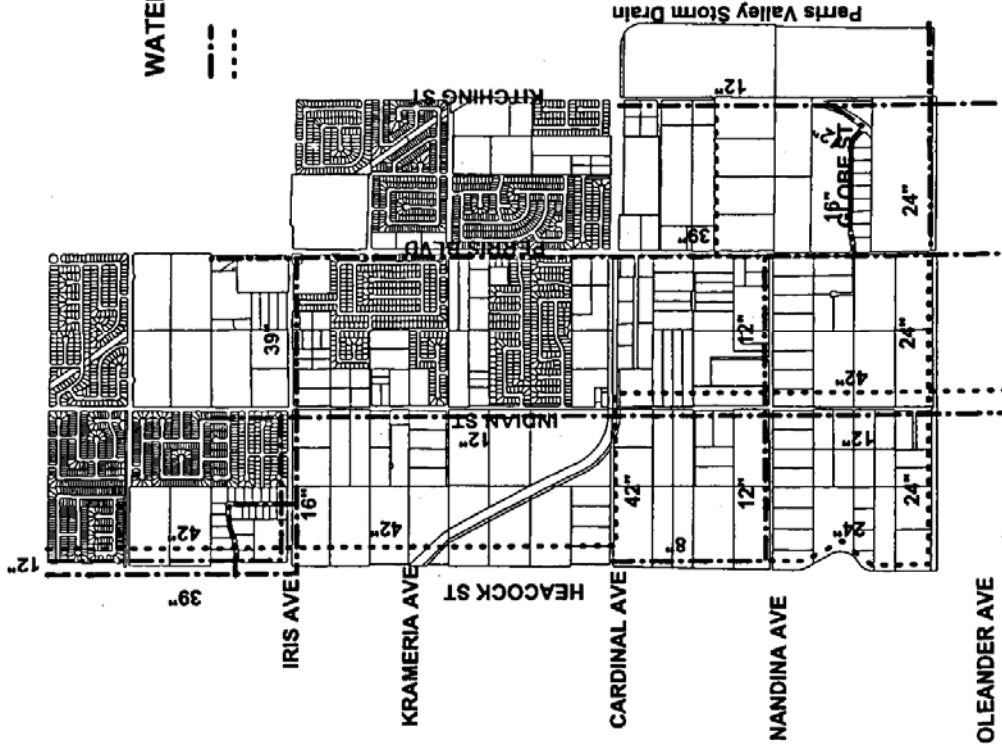 WATE
Perris Valley Storm Drain
KITCHING ST
12"
2"
GLOBE ST
16"
24"
PERRIS BLVD
39"
39"
12"
24"
42"
INDIAN ST
12"
12"
16"
42"
12"
24"
42"
42"
8"
24"
12"
39"
HEACOCK ST
IRIS AVE
KRAMERIA AVE
CARDINAL AVE
NANDINA AVE
OLEANDER AVE